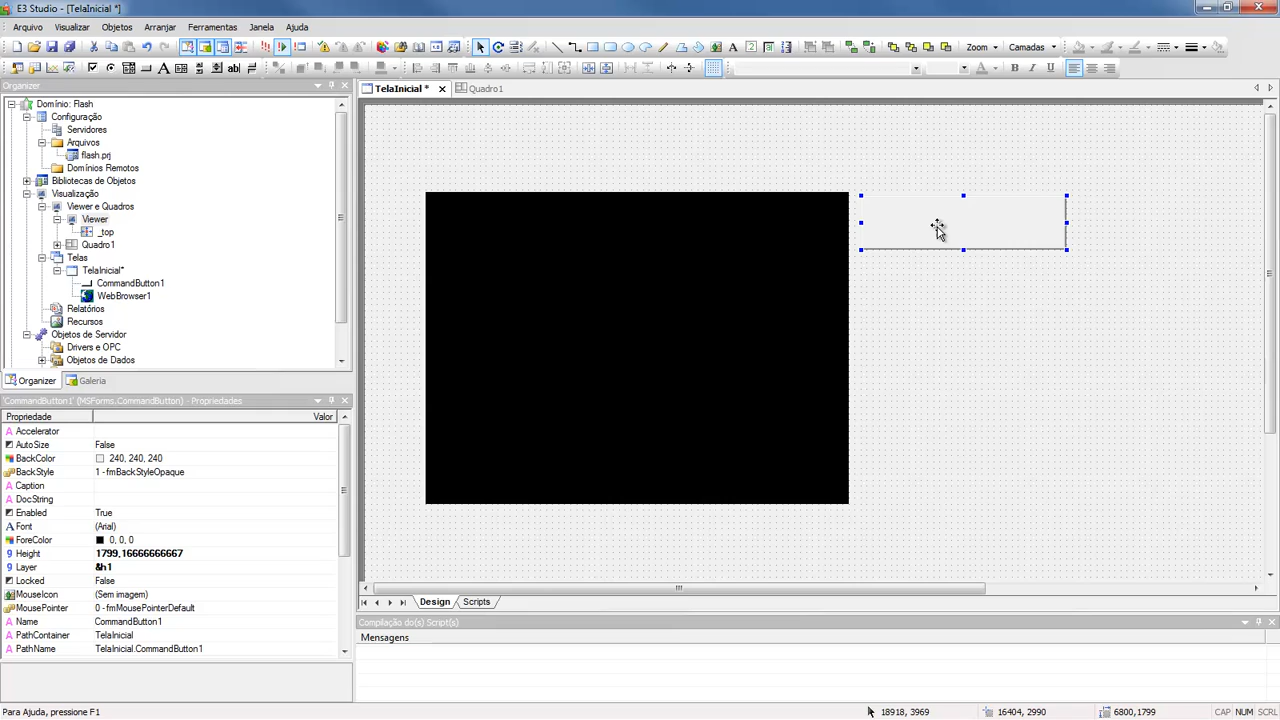 E3 Studio - [TelaInicial *]
Arquivo Visualizar Objetos Arranjar Ferramentas Janela Ajuda
Zoom Camadas
Organizer
TelaInicial * Quadro1
Domínio: Flash
Configuração
Servidores
Arquivos
flash.prj
Domínios Remotos
Bibliotecas de Objetos
Visualização
Viewer e Quadros
Viewer
_top
Quadro1
Telas
TelaInicial*
CommandButton1
WebBrowser1
Relatórios
Recursos
Objetos de Servidor
Drivers e OPC
Objetos de Dados
Organizer Galeria
'CommandButton1' (MSForms.CommandButton) - Propriedades
Propriedade Valor
Accelerator
AutoSize False
BackColor 240, 240, 240
BackStyle 1 - fmBackStyleOpaque
Caption
DocString
Enabled True
Font (Arial)
ForeColor 0, 0, 0
Height 1799,16666666667
Layer &h1
Locked False
MouseIcon (Sem imagem)
MousePointer 0 - fmMousePointerDefault
Name CommandButton1
PathContainer TelaInicial
PathName TelaInicial.CommandButton1
Design Scripts
Compilação do(s) Script(s)
Mensagens
Para Ajuda, pressione F1
18918, 3969 16404, 2990 6800,1799 CAP NUM SCRL